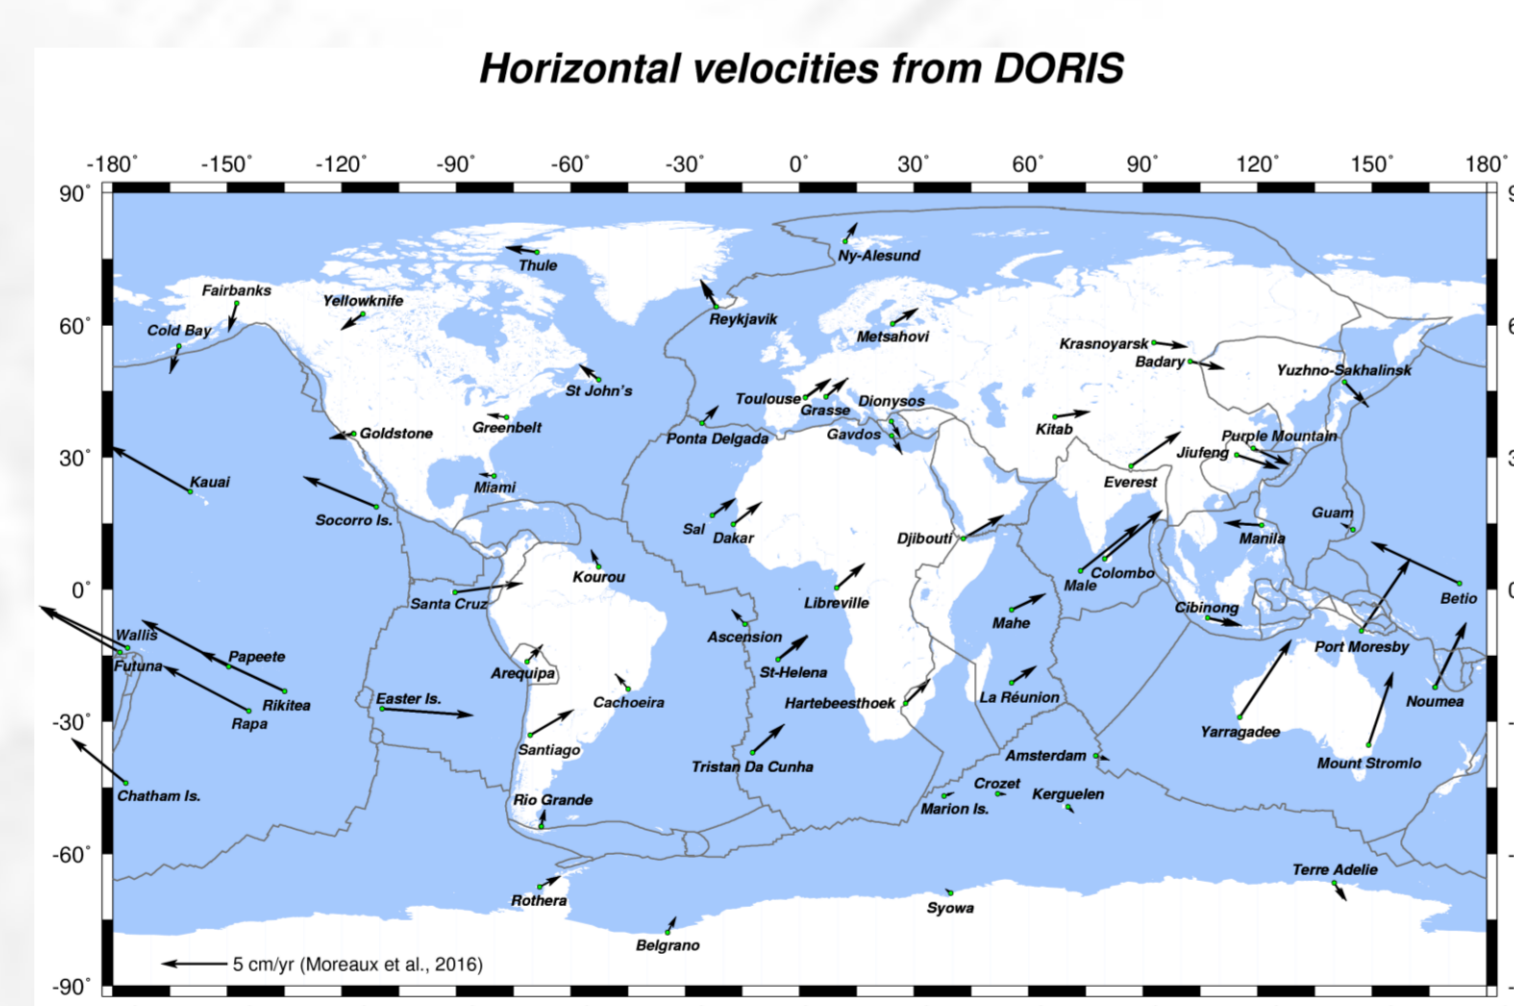 Horizontal velocities from DORIS
-180˚ -150˚ -120˚ -90˚ -60˚ -30˚ 0˚ 30˚ 60˚ 90˚ 120˚ 150˚ 180˚
90˚ 9
Ny-Alesund
Thule
Fairbanks
Yellowknife
Reykjavik
60˚ 6
Cold Bay
Metsahovi
Krasnoyarsk
Badary
Yuzhno-Sakhalinsk
St John's
Toulouse
Grasse
Dionysos
Greenbelt
Goldstone
Ponta Delgada
Gavdos
Kitab
Purple Mountain
Jiufeng
30˚ 3
Kauai
Miami
Everest
Socorro Is.
Sal
Dakar
Djibouti
Guam
Manila
Kourou
Colombo
Male
0˚ 0
Santa Cruz
Libreville
Betio
Cibinong
Mahe
Wallis
Ascension
Port Moresby
Futuna
Papeete
Arequipa
St-Helena
Easter Is.
Rikitea
Cachoeira
Hartebeesthoek
La Réunion
Noumea
Rapa
-30˚ -
Yarragadee
Santiago
Amsterdam
Mount Stromlo
Tristan Da Cunha
Chatham Is.
Rio Grande
Crozet
Kerguelen
Marion Is.
-60˚ -
Terre Adelie
Rothera
Syowa
Belgrano
5 cm/yr (Moreaux et al., 2016)
-90˚ -